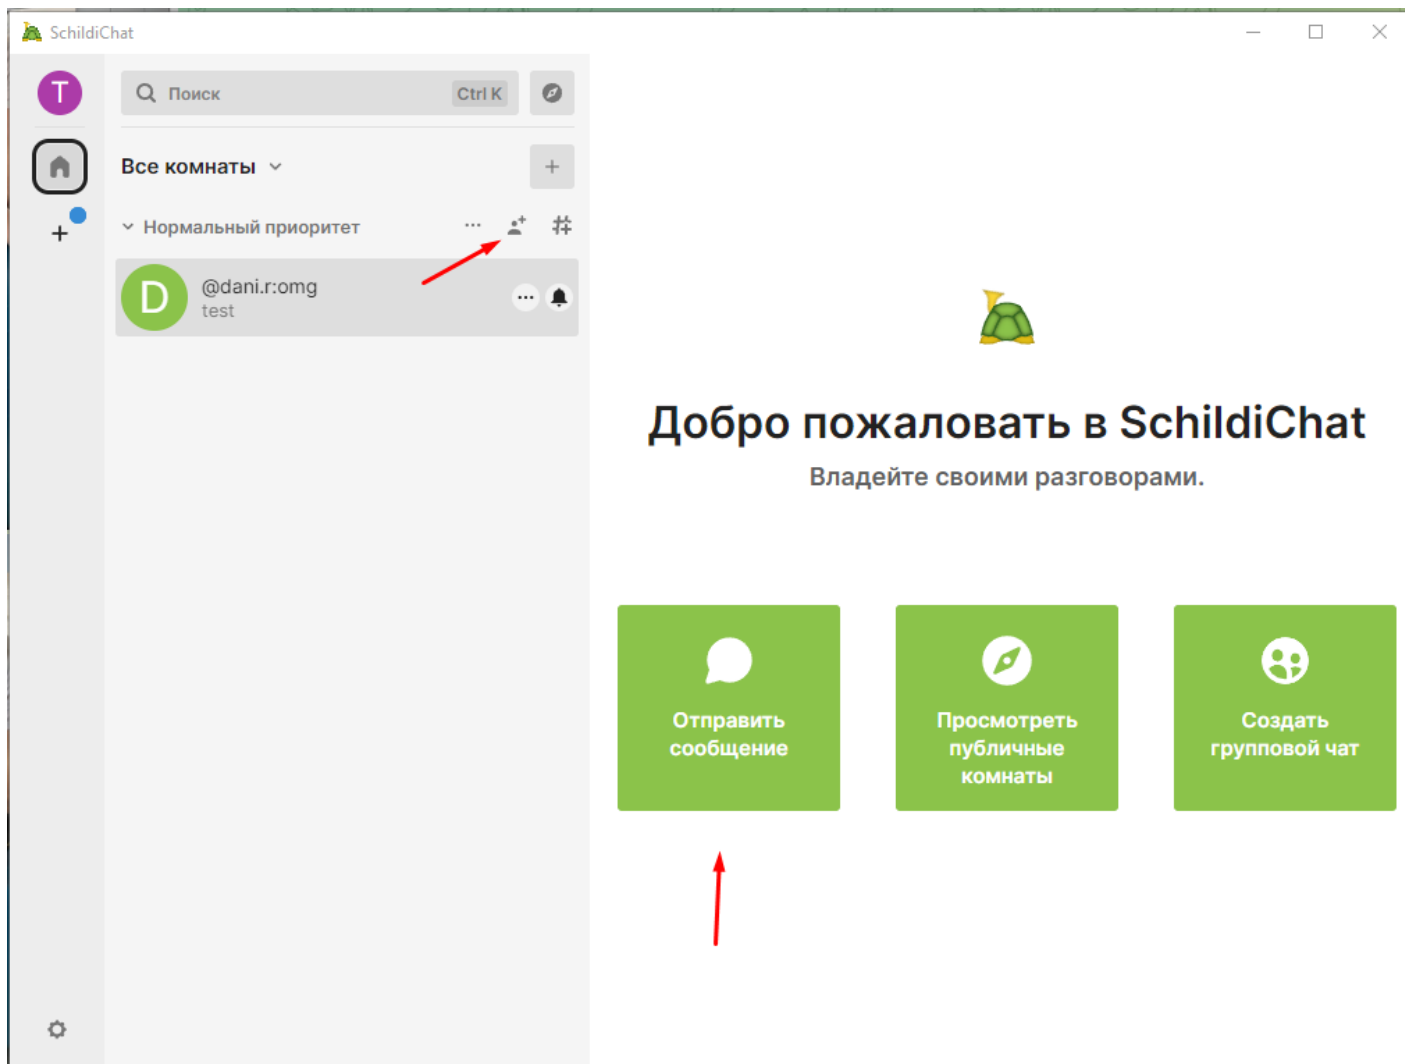 SchildiChat
T
Поиск
Ctrl K
Все комнаты
Нормальный приоритет
D
@dani.r:omg
test
Добро пожаловать в SchildiChat
Владейте своими разговорами.
Отправить
сообщение
Просмотреть
публичные
комнаты
Создать
групповой чат